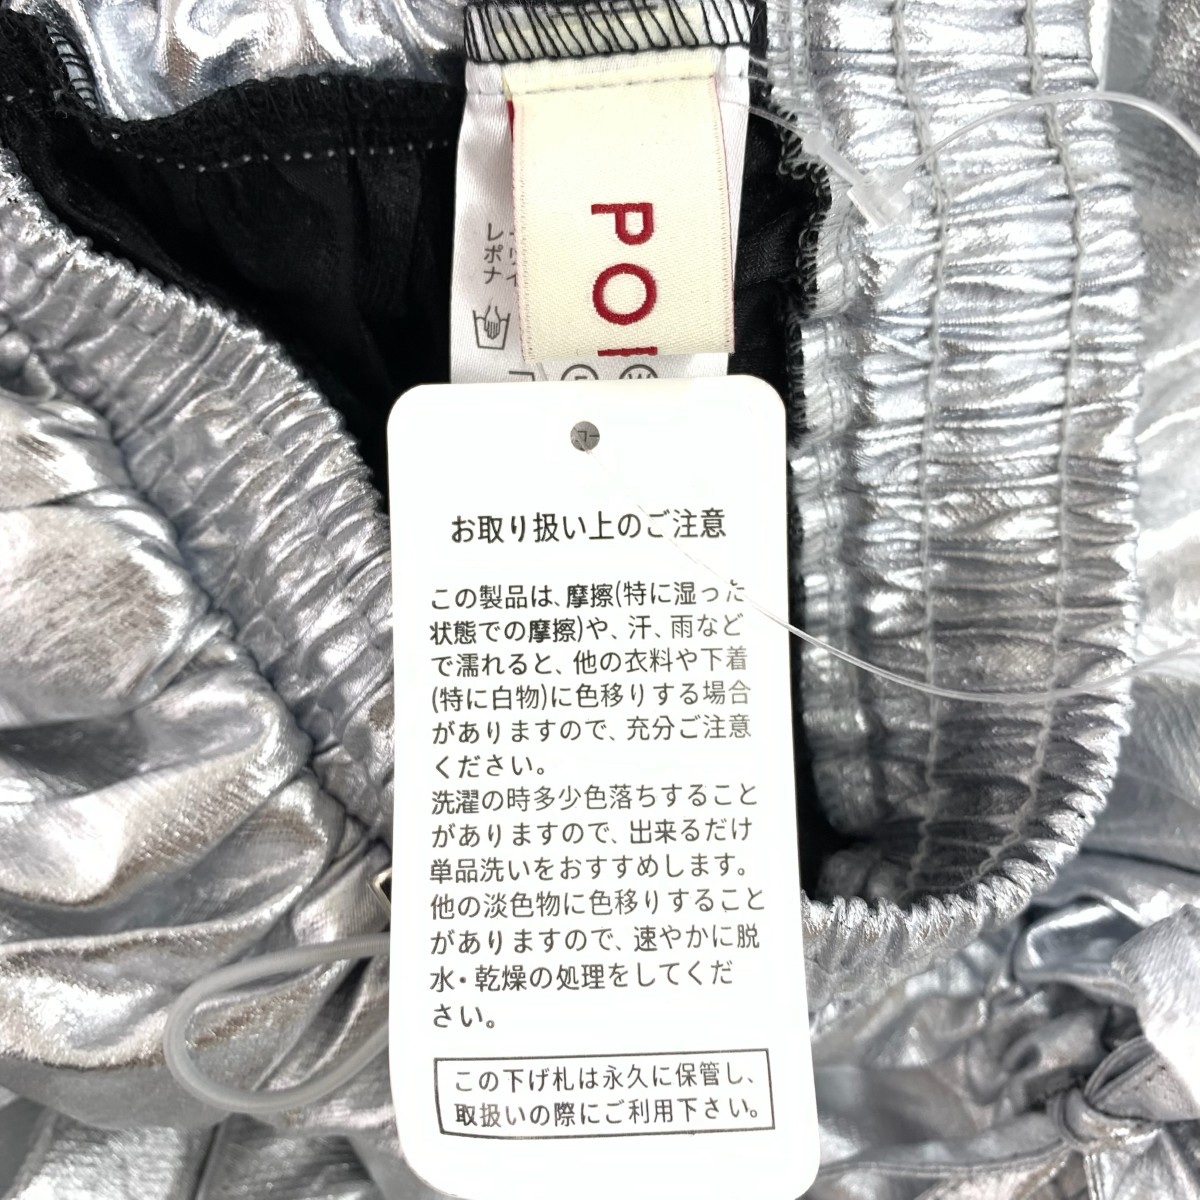 PO
お取り扱い上のご注意
この製品は、摩擦(特に湿った
状態での摩擦)や、汗、雨など
で濡れると、他の衣料や下着
(特に白物)に色移りする場合
がありますので、充分ご注意
ください。
洗濯の時多少色落ちすること
がありますので、出来るだけ
単品洗いをおすすめします。
他の淡色物に色移りすること
がありますので、速やかに脱
水・乾燥の処理をしてくだ
さい。
この下げ札は永久に保管し、
取扱いの際にご利用下さい。